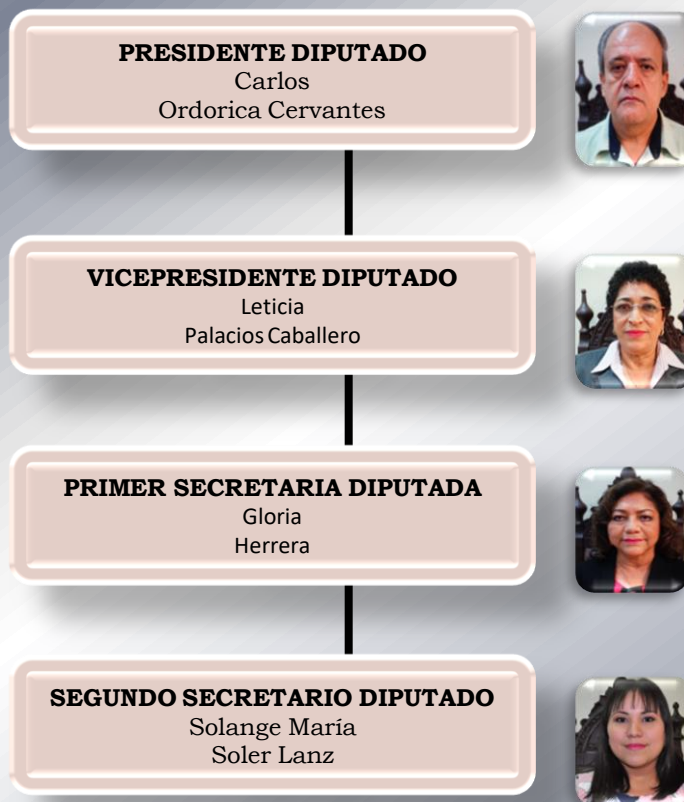 PRESIDENTE DIPUTADO
Carlos
Ordorica Cervantes
VICEPRESIDENTE DIPUTADO
Leticia
Palacios Caballero
PRIMER SECRETARIA DIPUTADA
Gloria
Herrera
SEGUNDO SECRETARIO DIPUTADO
Solange María
Soler Lanz